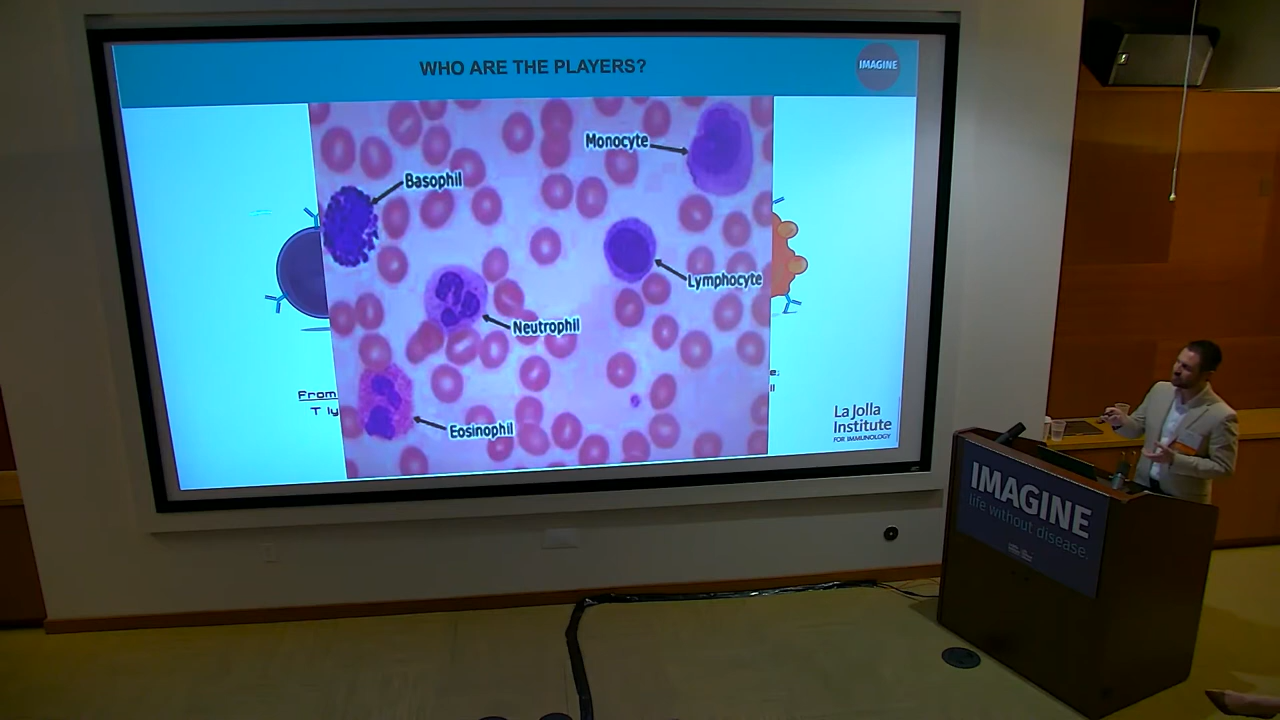 WHO ARE THE PLAYERS?
IMAGINE
Monocyte
Basophil
Lymphocyte
Neutrophil
From
T ly
Eosinophil
La Jolla
Institute
FOR IMMUNOLOGY
IMAGINE
life without disease.